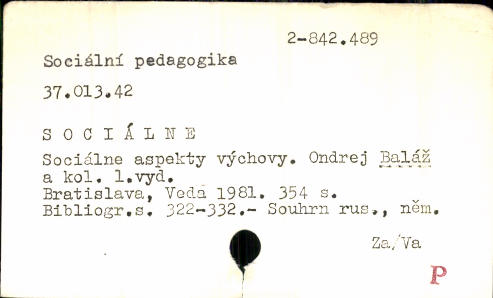 2-842.489
Sociální pedagogika
37.013.42
S O C I Á L N E
Sociálne aspekty výchovy. Ondrej Baláž
a kol. 1.vyd.
Bratislava, Veda 1981. 354 s.
Bibliogr.s. 322-332.- Souhrn rus., něm.
Za/Va
P